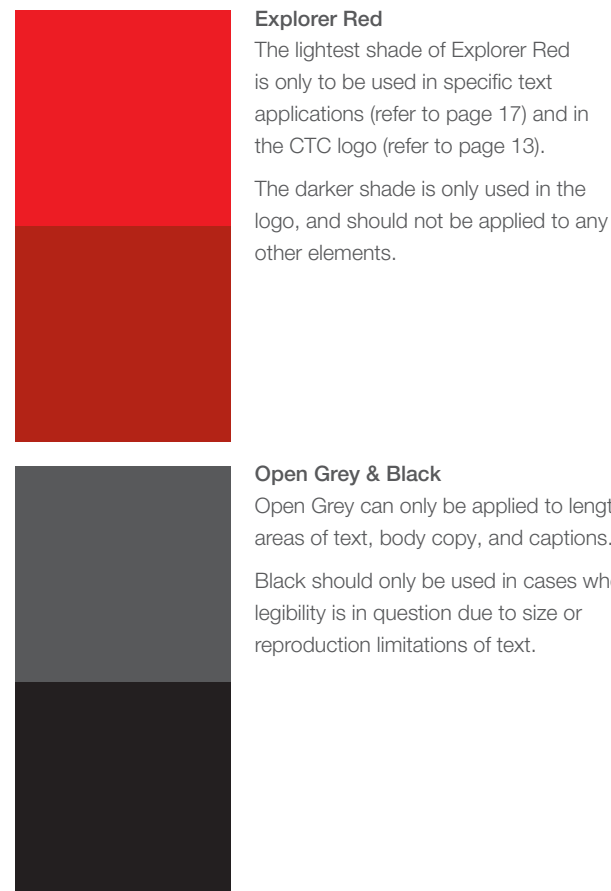 Explorer Red
The lightest shade of Explorer Red
is only to be used in specific text
applications (refer to page 17) and in
the CTC logo (refer to page 13).
The darker shade is only used in the
logo, and should not be applied to any
other elements.
Open Grey & Black
Open Grey can only be applied to
areas of text, body copy, and captions.
Black should only be used in cases
legibility is in question due to size or
reproduction limitations of text.